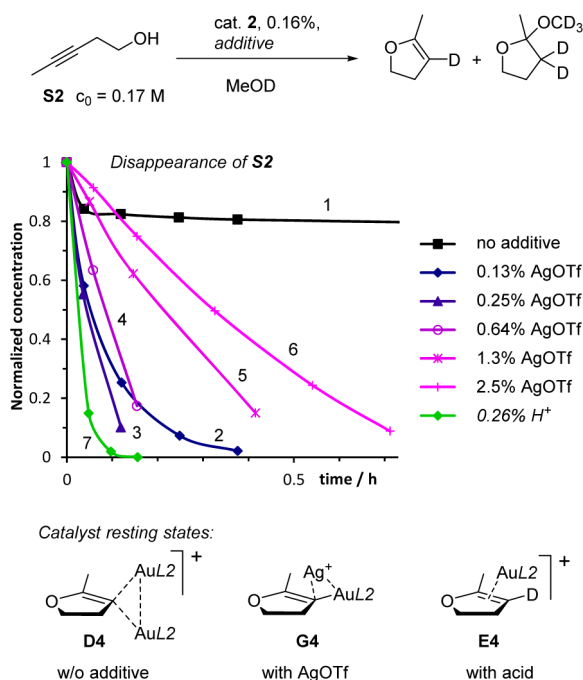 cat. 2, 0.16%,
additive
MeOD
OH
S2 c₀ = 0.17 M
O
D
+
O
OCD₃
D
D
Disappearance of S2
Normalized concentration
1
0.8
0.6
0.4
0.2
0
0
0.5
time / h
1
2
3
4
5
6
7
no additive
0.13% AgOTf
0.25% AgOTf
0.64% AgOTf
1.3% AgOTf
2.5% AgOTf
0.26% H⁺
Catalyst resting states:
O
AuL2
AuL2
+
D4
w/o additive
O
Ag⁺
AuL2
G4
with AgOTf
O
AuL2
D
+
E4
with acid